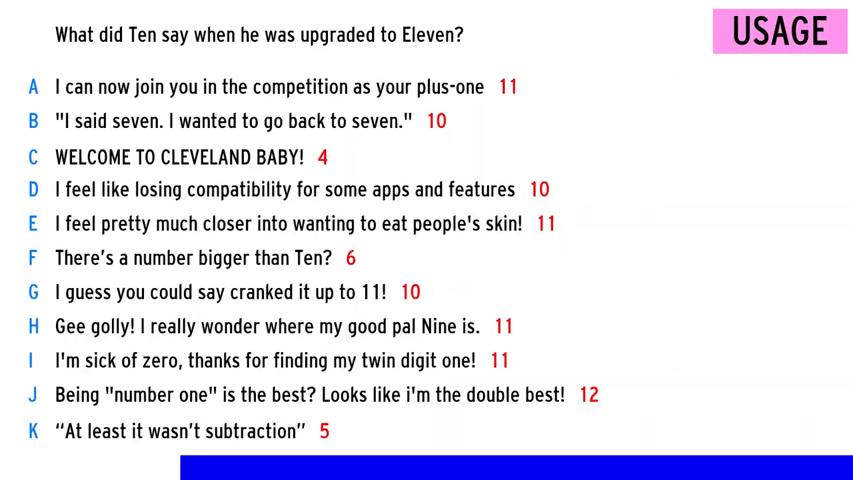 What did Ten say when he was upgraded to Eleven?
USAGE
A I can now join you in the competition as your plus-one 11
B "I said seven. I wanted to go back to seven." 10
C WELCOME TO CLEVELAND BABY! 4
D I feel like losing compatibility for some apps and features 10
E I feel pretty much closer into wanting to eat people's skin! 11
F There’s a number bigger than Ten? 6
G I guess you could say cranked it up to 11! 10
H Gee golly! I really wonder where my good pal Nine is. 11
I I'm sick of zero, thanks for finding my twin digit one! 11
J Being "number one" is the best? Looks like i'm the double best! 12
K “At least it wasn’t subtraction” 5